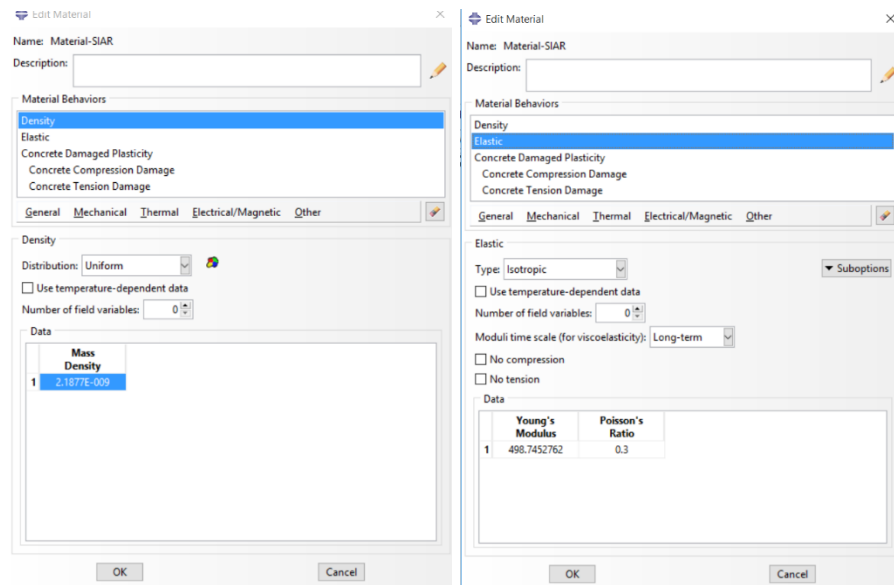 Edit Material
Name: Material-SIAR
Description:
Material Behaviors
Density
Elastic
Concrete Damaged Plasticity
Concrete Compression Damage
Concrete Tension Damage
General Mechanical Thermal Electrical/Magnetic Other
Density
Distribution: Uniform
Use temperature-dependent data
Number of field variables: 0
Data
Mass
Density
1 2.1877E-009
OK Cancel
Edit Material
Name: Material-SIAR
Description:
Material Behaviors
Density
Elastic
Concrete Damaged Plasticity
Concrete Compression Damage
Concrete Tension Damage
General Mechanical Thermal Electrical/Magnetic Other
Elastic
Type: Isotropic
Suboptions
Use temperature-dependent data
Number of field variables: 0
Moduli time scale (for viscoelasticity): Long-term
No compression
No tension
Data
Young's Poisson's
Modulus Ratio
1 498.7452762 0.3
OK Cancel